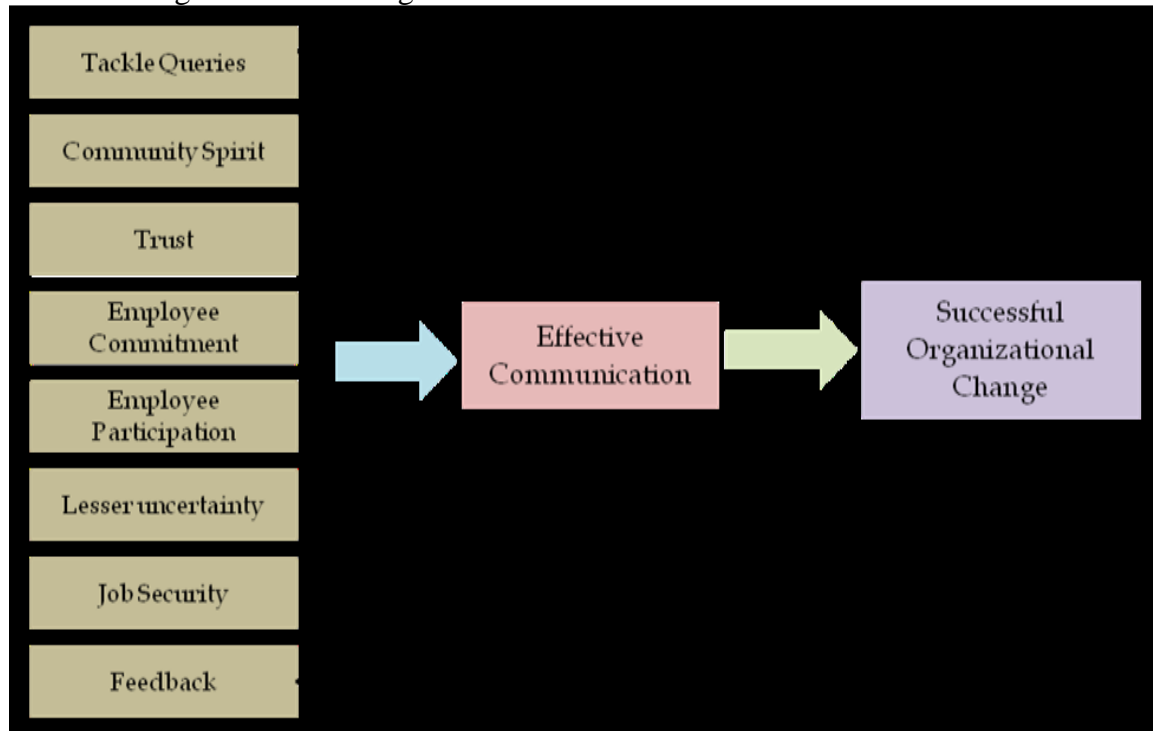 Tackle Queries
Community Spirit
Trust
Employee
Commitment
Employee
Participation
Lesser uncertainty
Job Security
Feedback
Effective
Communication
Successful
Organizational
Change